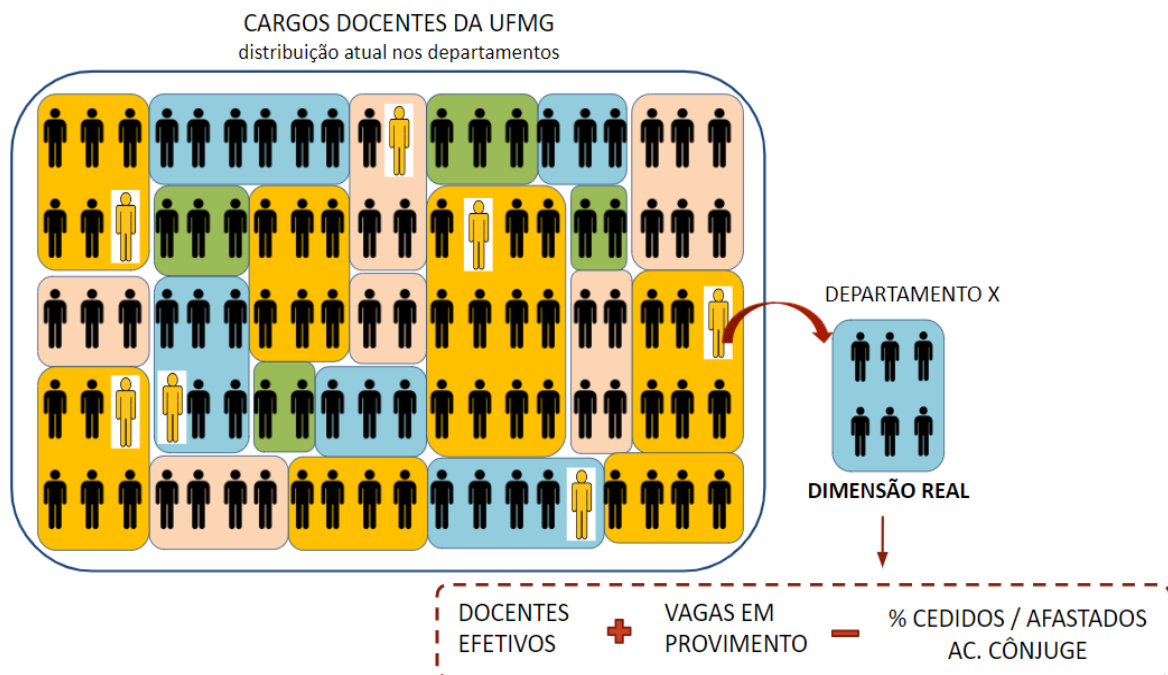 CARGOS DOCENTES DA UFMG
distribuição atual nos departamentos
DEPARTAMENTO X
DIMENSÃO REAL
DOCENTES
EFETIVOS
VAGAS EM
PROVIMENTO
% CEDIDOS / AFASTADOS
AC. CÔNJUGE